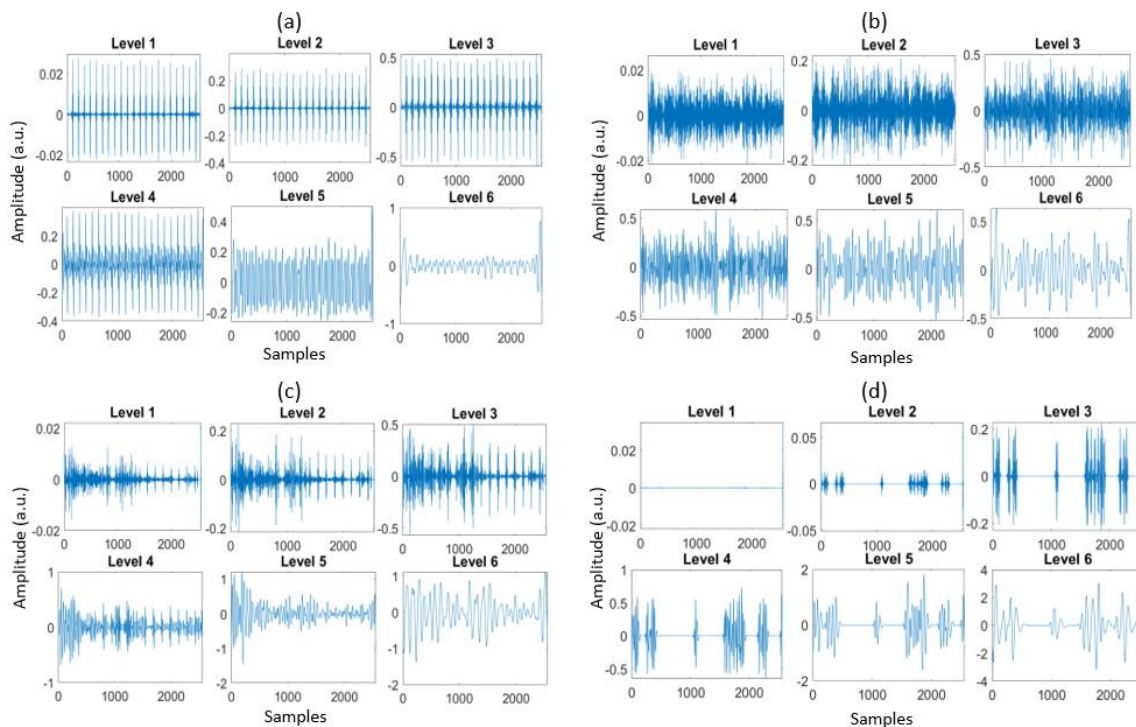 (a)
Level 1 Level 2 Level 3
0.02 0 -0.02 0 1000 2000
0.2 0 -0.2 -0.4 0 1000 2000
0.5 0 -0.5 0 1000 2000
Level 4 Level 5 Level 6
0.2 0 -0.2 -0.4 0 1000 2000
0.4 0.2 0 -0.2 0 1000 2000
1 0 -1 0 1000 2000
Amplitude (a.u.)
Samples
(b)
Level 1 Level 2 Level 3
0.02 0 -0.02 0 1000 2000
0.2 0 -0.2 0 1000 2000
0.5 0 -0.5 0 1000 2000
Level 4 Level 5 Level 6
0.5 0 -0.5 0 1000 2000
0.5 0 -0.5 0 1000 2000
0.5 0 -0.5 0 1000 2000
Amplitude (a.u.)
Samples
(c)
Level 1 Level 2 Level 3
0.02 0 -0.02 0 1000 2000
0.2 0 -0.2 0 1000 2000
0.5 0 -0.5 0 1000 2000
Level 4 Level 5 Level 6
1 0 -1 0 1000 2000
1 0 -1 -2 0 1000 2000
1 0 -1 -2 0 1000 2000
Amplitude (a.u.)
Samples
(d)
Level 1 Level 2 Level 3
0.02 0 -0.02 0 1000 2000
0.05 0 -0.05 0 1000 2000
0.2 0 -0.2 0 1000 2000
Level 4 Level 5 Level 6
1 0.5 0 -0.5 0 1000 2000
2 0 -2 0 1000 2000
4 2 0 -2 -4 0 1000 2000
Amplitude (a.u.)
Samples